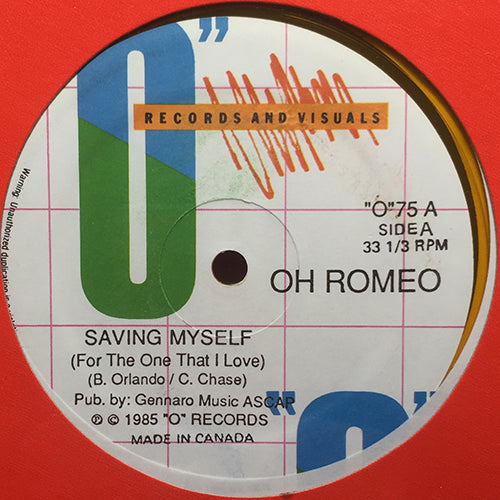 "O"
RECORDS AND VISUALS
"O"75 A
SIDE A
33 1/3 RPM
OH ROMEO
SAVING MYSELF
(For The One That I Love)
(B. Orlando / C. Chase)
Pub. by: Gennaro Music ASCAP
℗ © 1985 "O" RECORDS
MADE IN CANADA
"O"
Warning: Unauthorized duplication